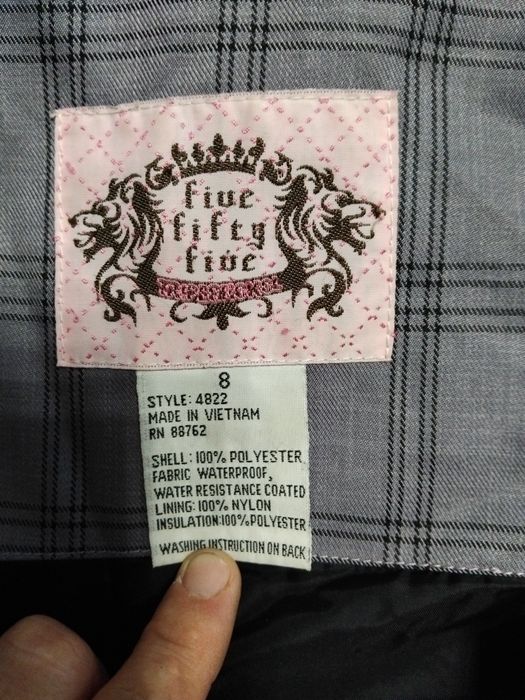 five
fifty
five
8
STYLE: 4822
MADE IN VIETNAM
RN 88762
SHELL: 100% POLYESTER
FABRIC WATERPROOF,
WATER RESISTANCE COATED
LINING: 100% NYLON
INSULATION:100% POLYESTER
WASHING INSTRUCTION ON BACK